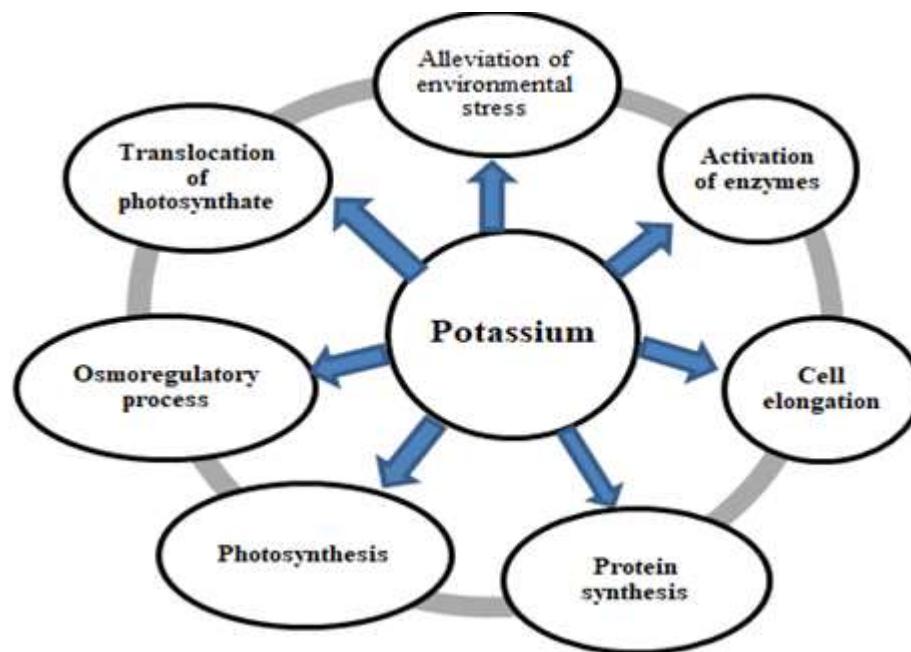 Alleviation of
environmental
stress
Activation
of enzymes
Cell
elongation
Protein
synthesis
Photosynthesis
Osmoregulatory
process
Translocation
of
photosynthate
Potassium